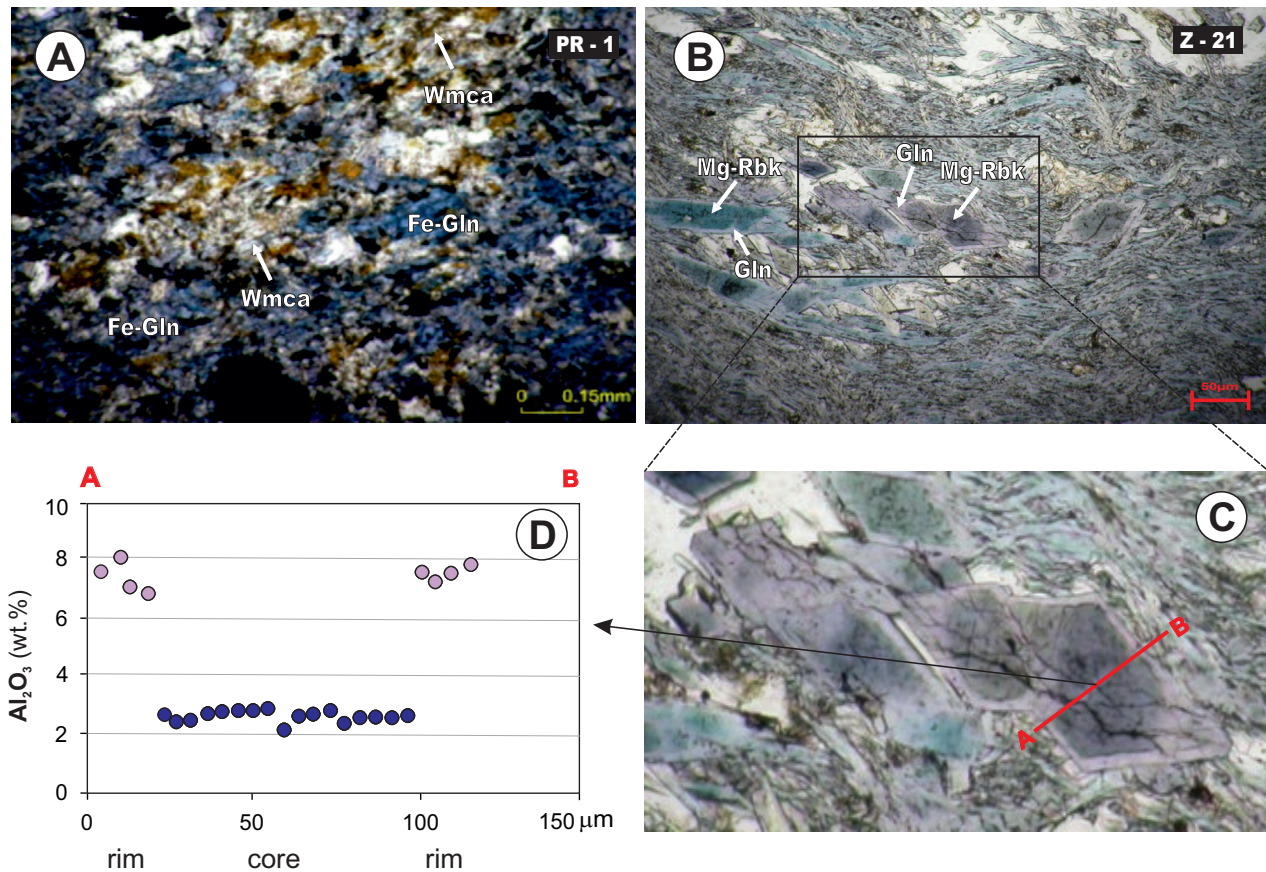 A
PR - 1
Wmca
Fe-Gln
Wmca
Fe-Gln
0 0.15mm
B
Z - 21
Mg-Rbk
Gln
Mg-Rbk
Gln
50µm
C
A
B
A
B
D
Al₂O₃ (wt.%)
10
8
6
4
2
0
0 50 100 150 µm
rim core rim